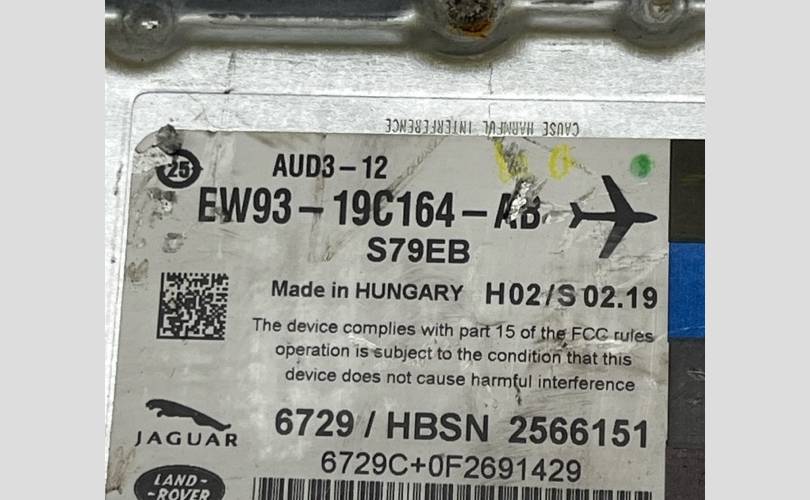 CAUSE HARMFUL INTERFERENCE
25
AUD3-12
EW93-19C164-AB
S79EB
Made in HUNGARY H02/S 02.19
The device complies with part 15 of the FCC rules
operation is subject to the condition that this
device does not cause harmful interference
6729 / HBSN 2566151
JAGUAR
6729C+0F2691429
LAND-
-ROVER